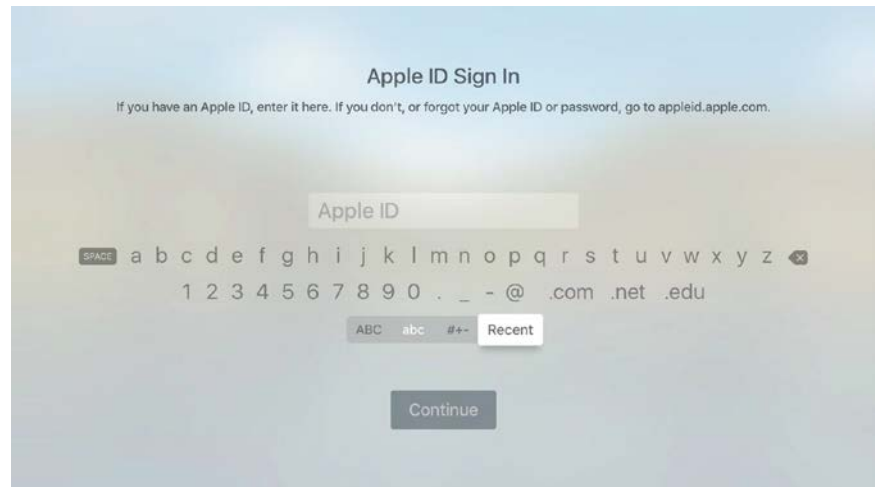 Apple ID Sign In
If you have an Apple ID, enter it here. If you don't, or forgot your Apple ID or password, go to appleid.apple.com.
Apple ID
SPACE a b c d e f g h i j k l m n o p q r s t u v w x y z
1 2 3 4 5 6 7 8 9 0 . _ - @ .com .net .edu
ABC abc #+- Recent
Continue